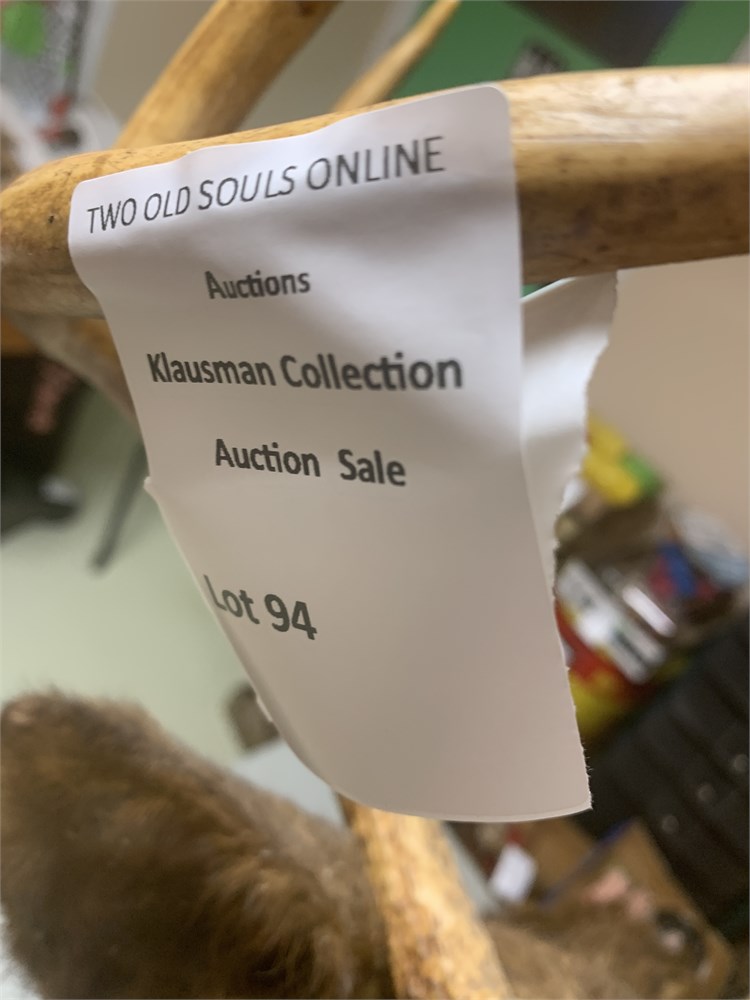 TWO OLD SOULS ONLINE
Auctions
Klausman Collection
Auction Sale
Lot 94